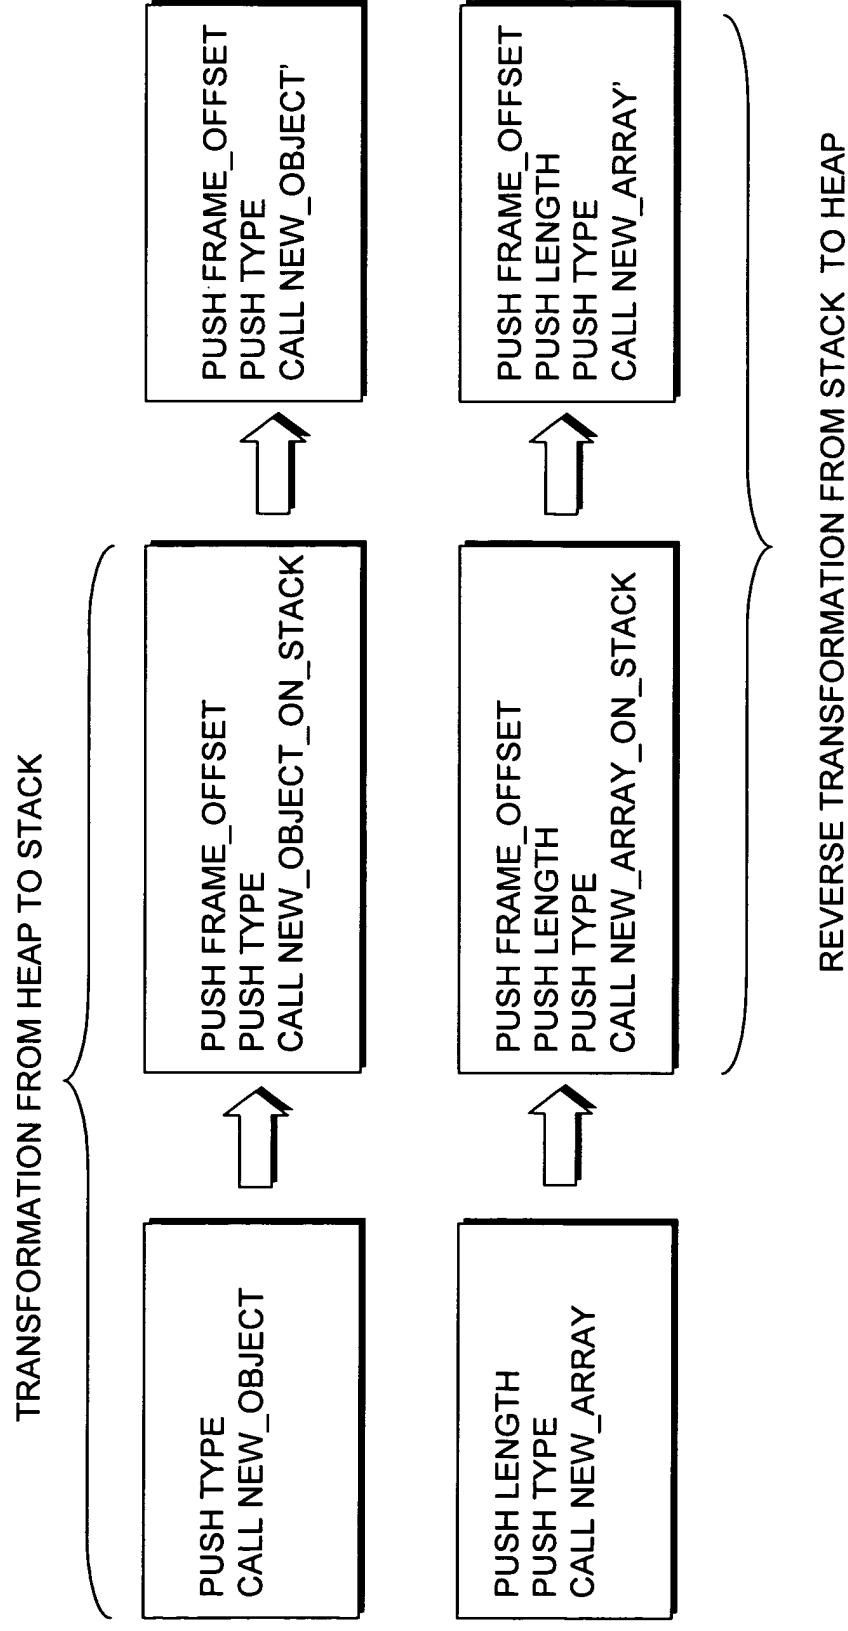 TRANSFORMATION FROM HEAP TO STACK
PUSH TYPE
CALL NEW_OBJECT
PUSH FRAME_OFFSET
PUSH TYPE
CALL NEW_OBJECT_ON_STACK
PUSH FRAME_OFFSET
PUSH TYPE
CALL NEW_OBJECT'
PUSH LENGTH
PUSH TYPE
CALL NEW_ARRAY
PUSH FRAME_OFFSET
PUSH LENGTH
PUSH TYPE
CALL NEW_ARRAY_ON_STACK
PUSH FRAME_OFFSET
PUSH LENGTH
PUSH TYPE
CALL NEW_ARRAY'
REVERSE TRANSFORMATION FROM STACK TO HEAP